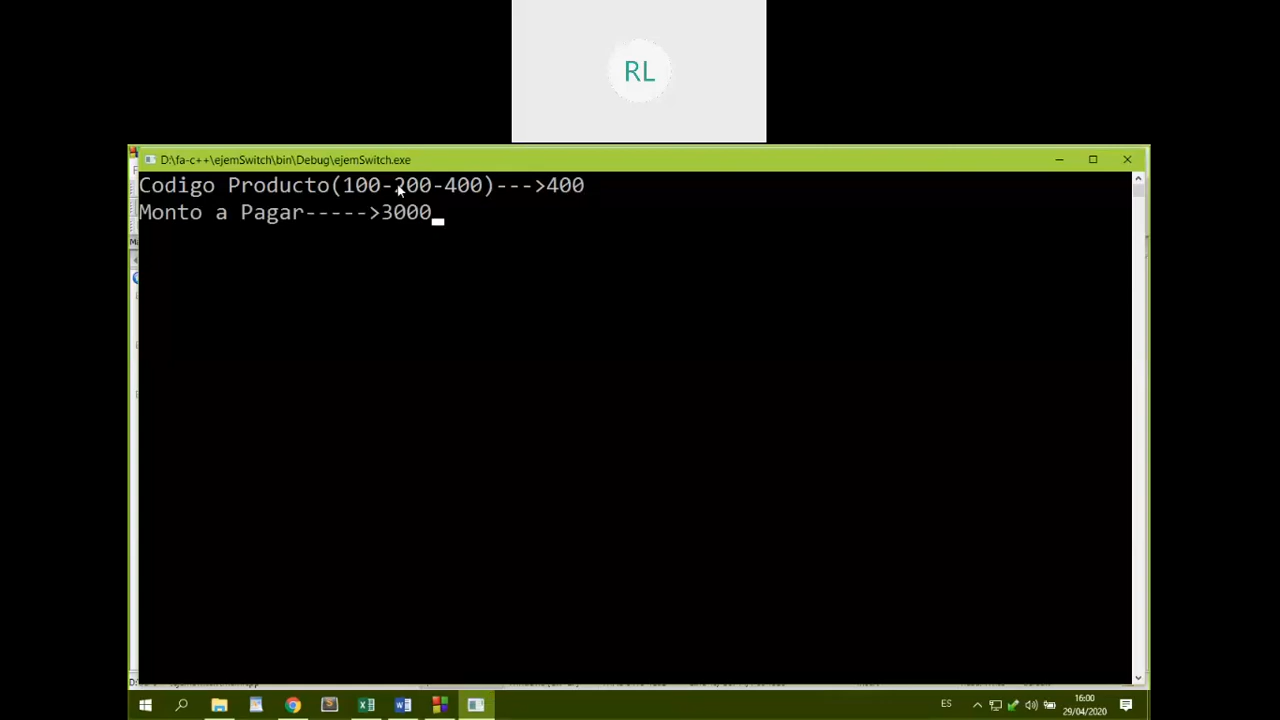 RL
D:\fa-c++\ejemSwitch\bin\Debug\ejemSwitch.exe
Codigo Producto(100-200-400)--->400
Monto a Pagar----->3000
ES
16:00
29/04/2020